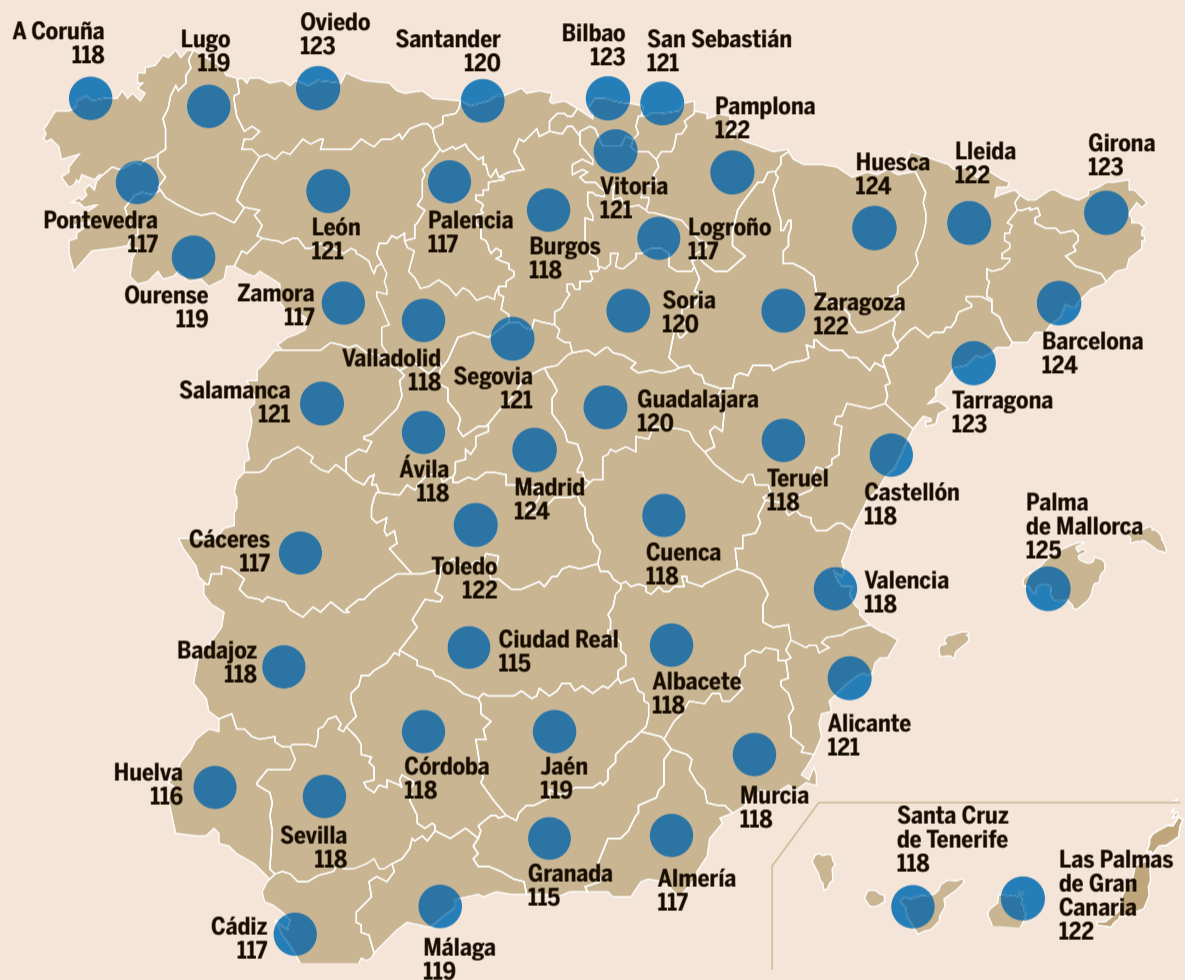 A Coruña
118
Lugo
119
Oviedo
123
Santander
120
Bilbao
123
San Sebastián
121
Pamplona
122
Huesca
124
Lleida
122
Girona
123
Pontevedra
117
León
121
Palencia
117
Burgos
118
Vitoria
121
Logroño
117
Ourense
119
Zamora
117
Valladolid
118
Segovia
121
Soria
120
Zaragoza
122
Barcelona
124
Salamanca
121
Ávila
118
Madrid
124
Guadalajara
120
Teruel
118
Castellón
118
Tarragona
123
Cáceres
117
Toledo
122
Cuenca
118
Valencia
118
Palma
de Mallorca
125
Badajoz
118
Ciudad Real
115
Albacete
118
Alicante
121
Huelva
116
Sevilla
118
Córdoba
118
Jaén
119
Murcia
118
Cádiz
117
Málaga
119
Granada
115
Almería
117
Santa Cruz
de Tenerife
118
Las Palmas
de Gran
Canaria
122